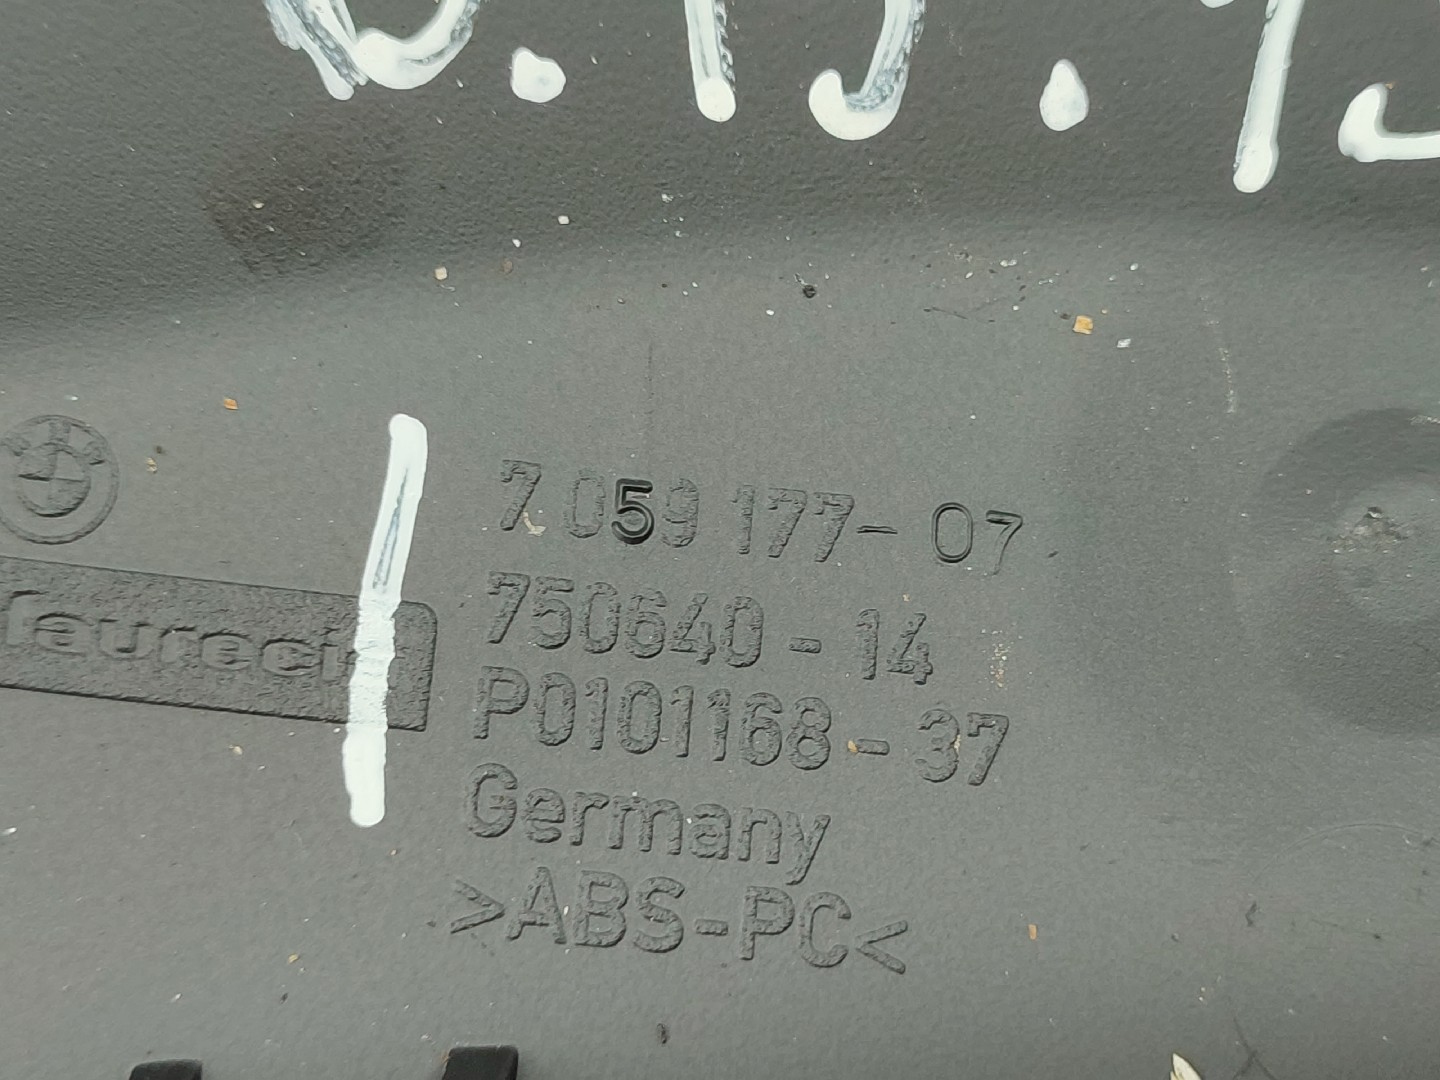 7 059 177- 07
faurecia
750640 - 14
P0101168 - 37
Germany
>ABS-PC<